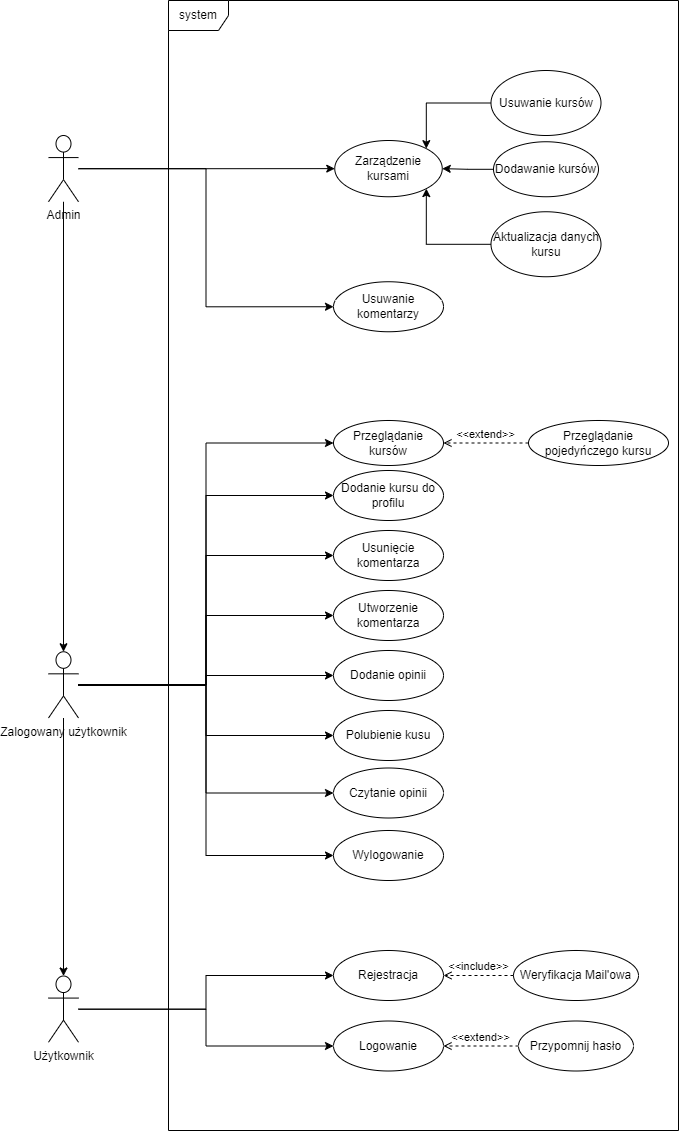 system
Usuwanie kursów
Zarządzenie
kursami
Dodawanie kursów
Admin
Aktualizacja danych
kursu
Usuwanie
komentarzy
Przeglądanie
kursów
<<extend>>
Przeglądanie
pojedyńczego kursu
Dodanie kursu do
profilu
Usunięcie
komentarza
Utworzenie
komentarza
Dodanie opinii
Zalogowany użytkownik
Polubienie kusu
Czytanie opinii
Wylogowanie
Rejestracja
<<include>>
Weryfikacja Mail'owa
Użytkownik
Logowanie
<<extend>>
Przypomnij hasło